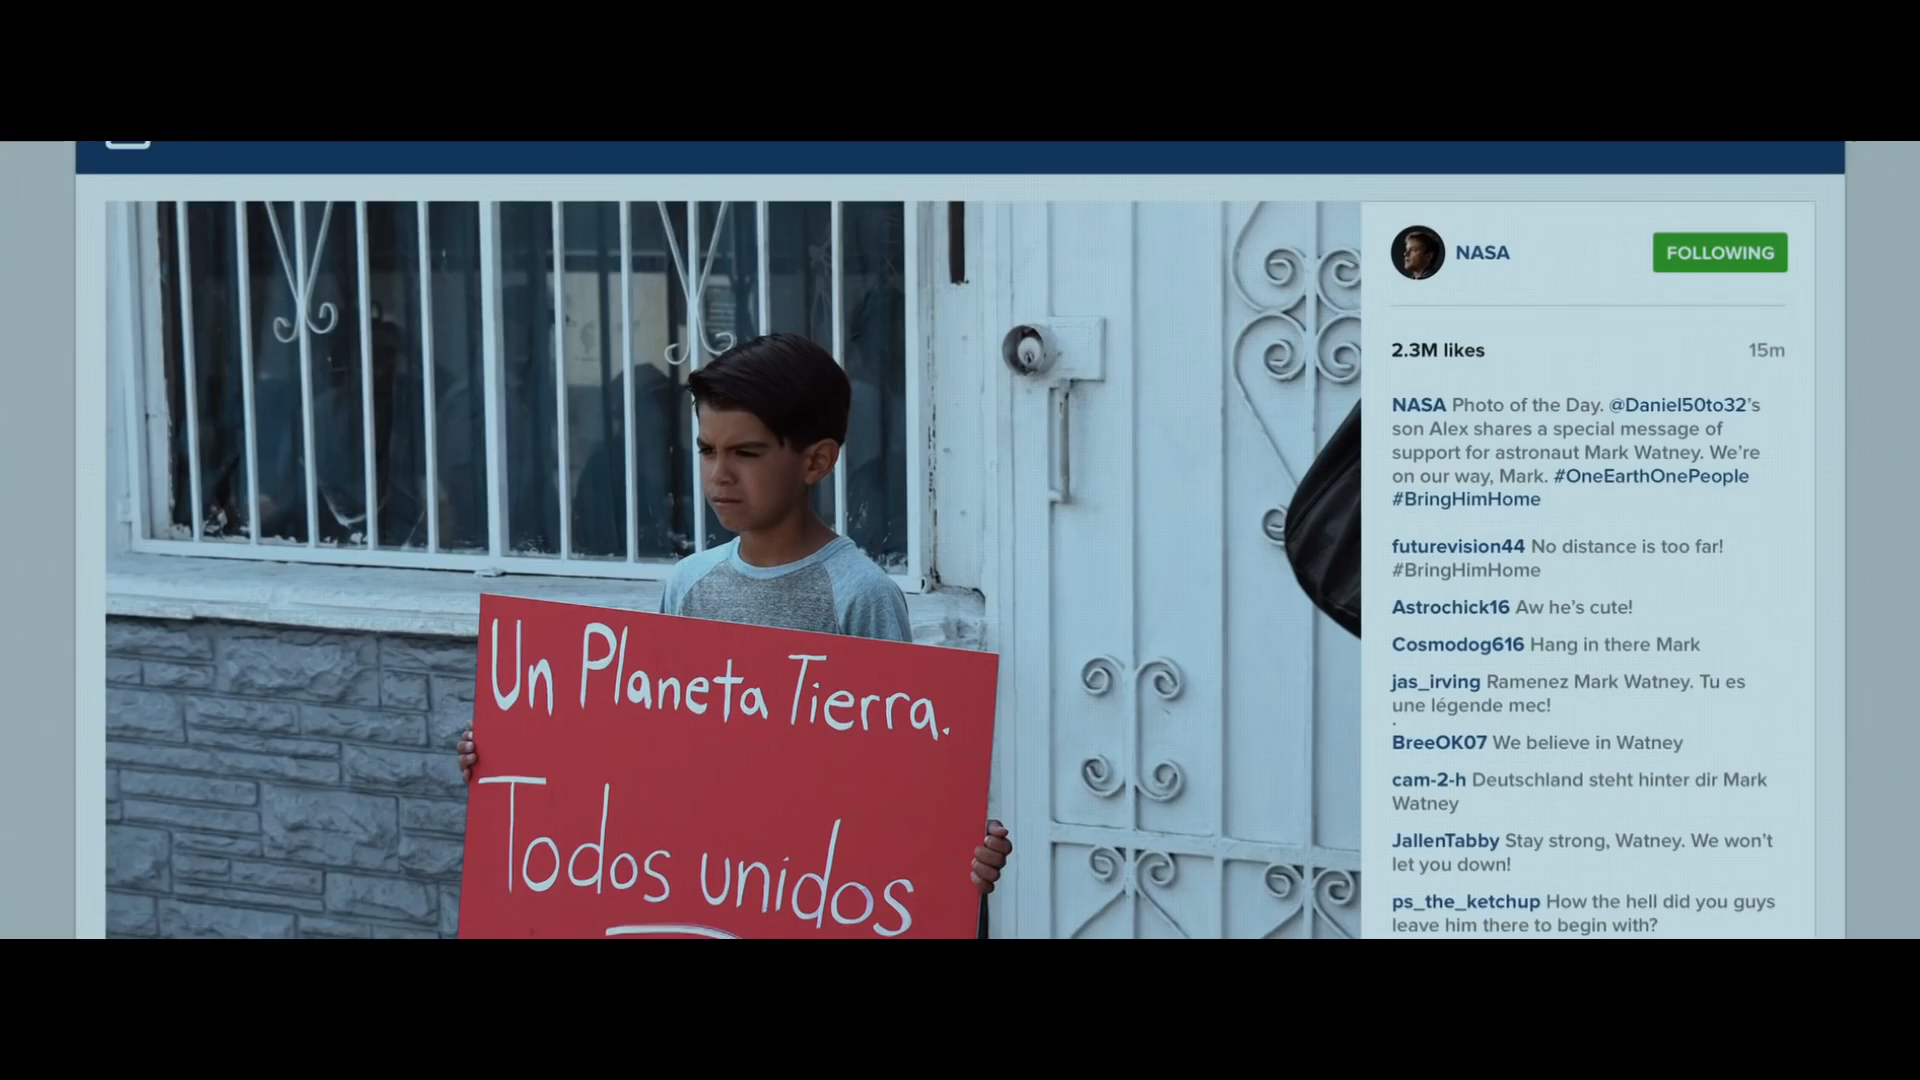 Un Planeta Tierra.
Todos unidos
NASA
FOLLOWING
2.3M likes
15m
NASA Photo of the Day. @Daniel50to32’s
son Alex shares a special message of
support for astronaut Mark Watney. We’re
on our way, Mark. #OneEarthOnePeople
#BringHimHome
futurevision44 No distance is too far!
#BringHimHome
Astrochick16 Aw he’s cute!
Cosmodog616 Hang in there Mark
jas_irving Ramenez Mark Watney. Tu es
une légende mec!
BreeOK07 We believe in Watney
cam-2-h Deutschland steht hinter dir Mark
Watney
JallenTabby Stay strong, Watney. We won’t
let you down!
ps_the_ketchup How the hell did you guys
leave him there to begin with?